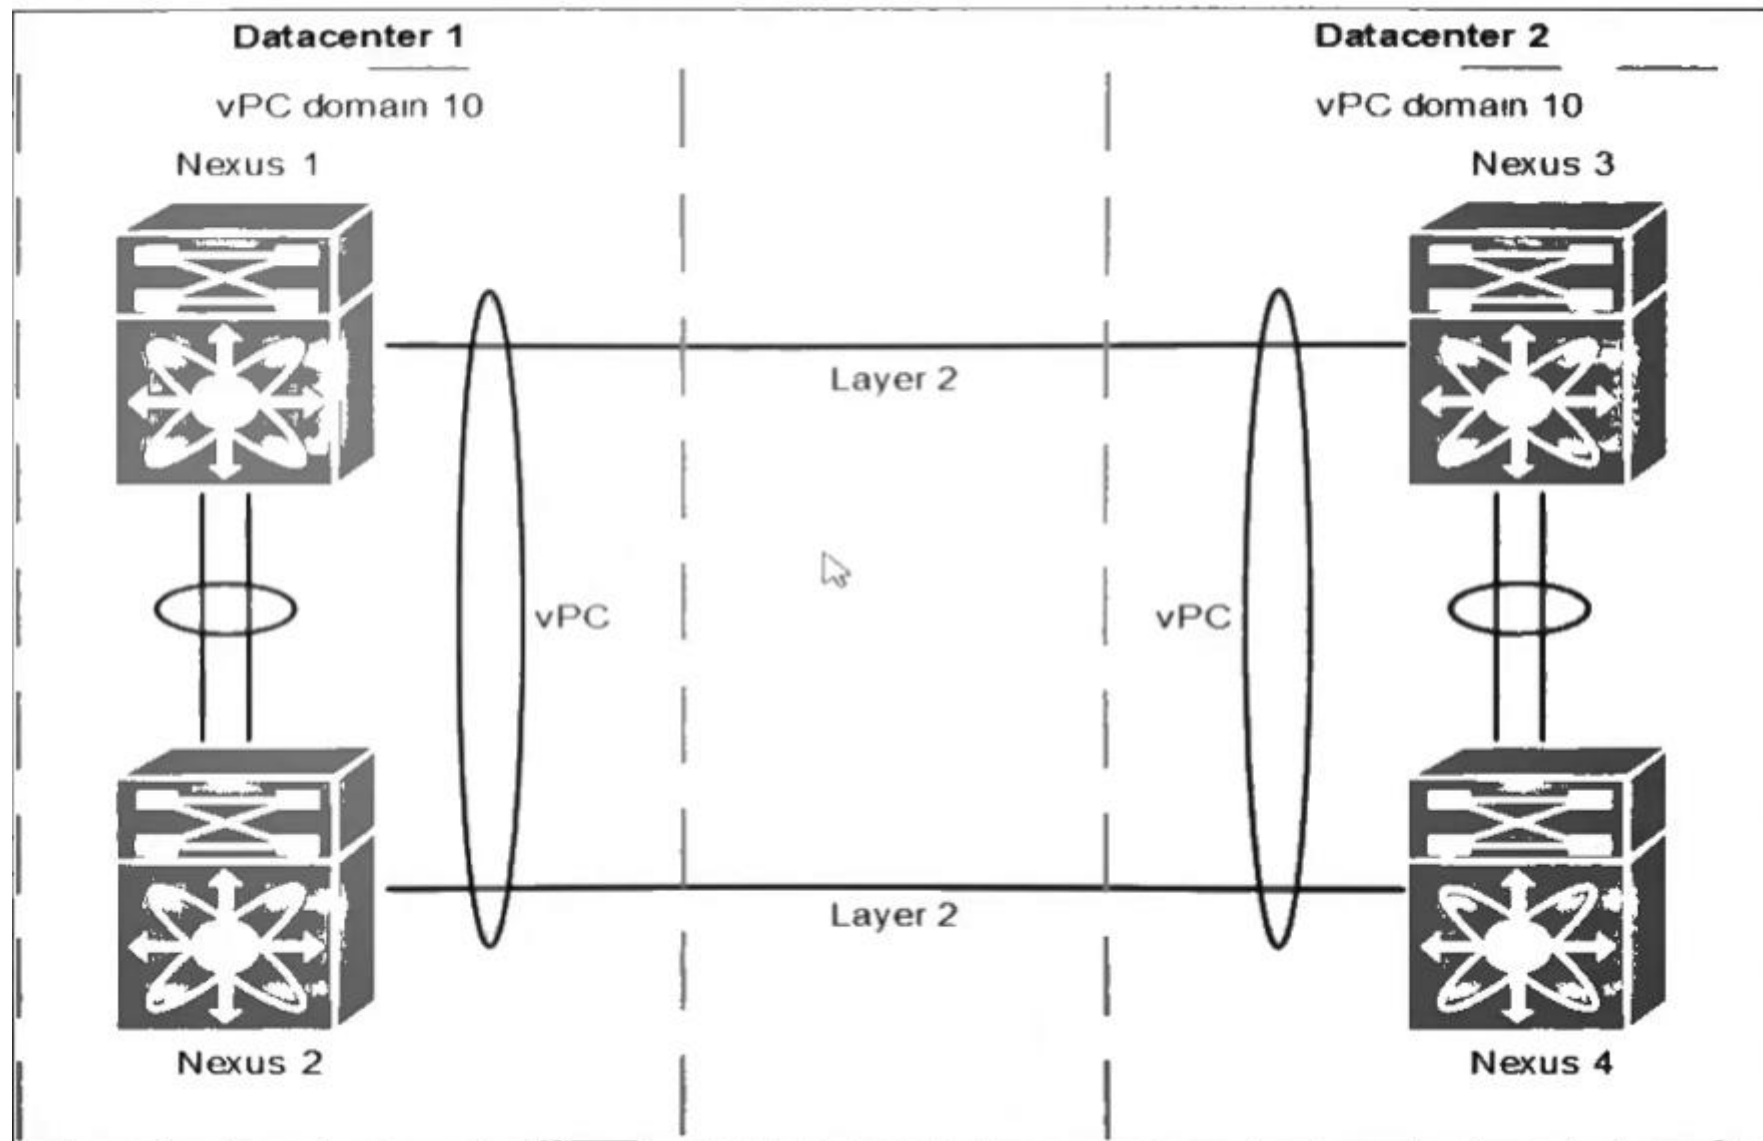 Datacenter 1
vPC domain 10
Nexus 1
Datacenter 2
vPC domain 10
Nexus 3
Layer 2
vPC
vPC
Layer 2
Nexus 2
Nexus 4